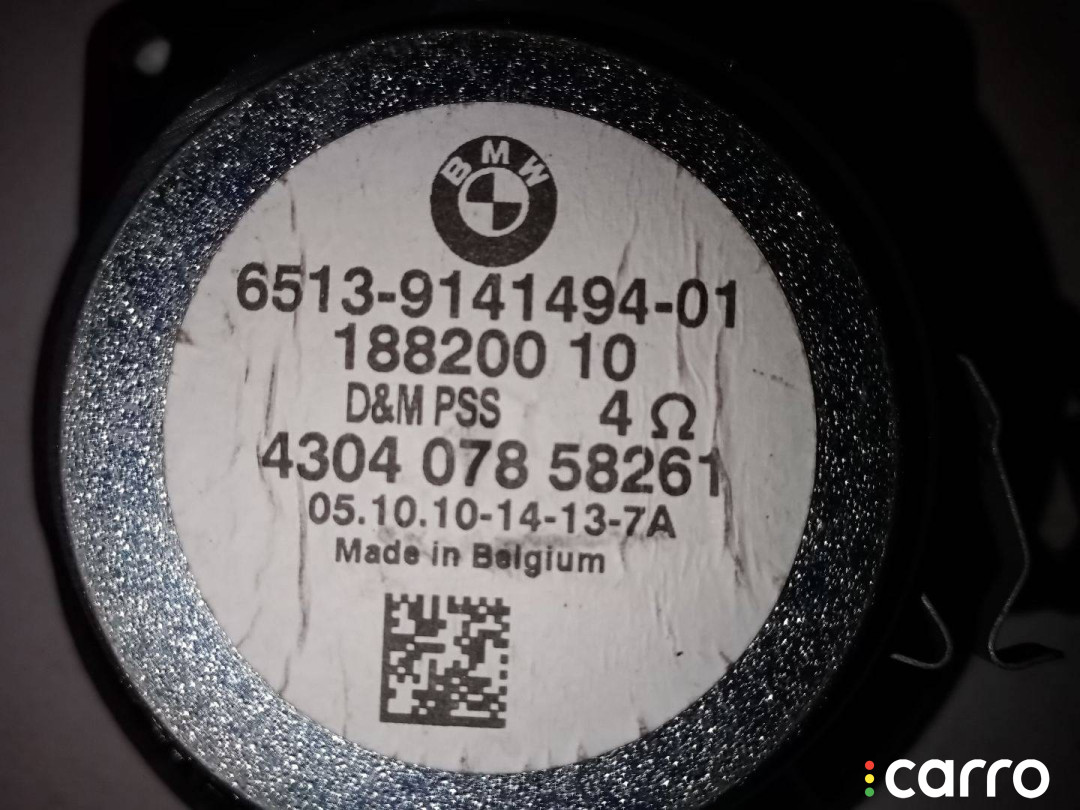 BMW
6513-9141494-01
188200 10
D&M PSS 4 Ω
4304 078 58261
05.10.10-14-13-7A
Made in Belgium
carro